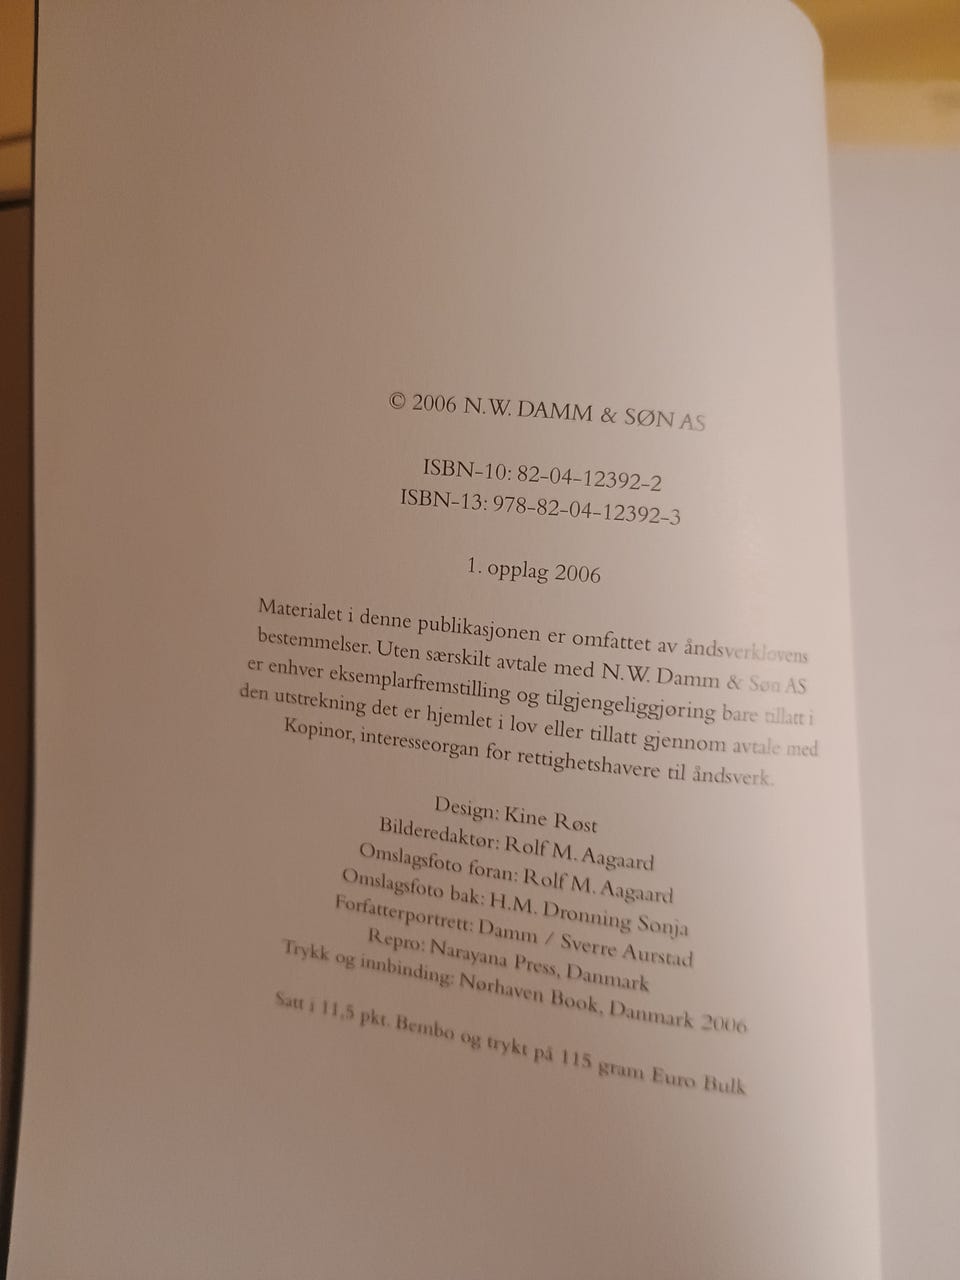 © 2006 N.W. DAMM & SØN AS
ISBN-10: 82-04-12392-2
ISBN-13: 978-82-04-12392-3
1. opplag 2006
Materialet i denne publikasjonen er omfattet av åndsverklovens
bestemmelser. Uten særskilt avtale med N.W. Damm & Søn AS
er enhver eksemplarfremstilling og tilgjengeliggjøring bare tillatt i
den utstrekning det er hjemlet i lov eller tillatt gjennom avtale med
Kopinor, interesseorgan for rettighetshavere til åndsverk.
Design: Kine Røst
Bilderedaktør: Rolf M. Aagaard
Omslagsfoto foran: Rolf M. Aagaard
Omslagsfoto bak: H.M. Dronning Sonja
Forfatterportrett: Damm / Sverre Aurstad
Repro: Narayana Press, Danmark
Trykk og innbinding: Nørhaven Book, Danmark 2006
Satt i 11,5 pkt. Bembo og trykt på 115 gram Euro Bulk